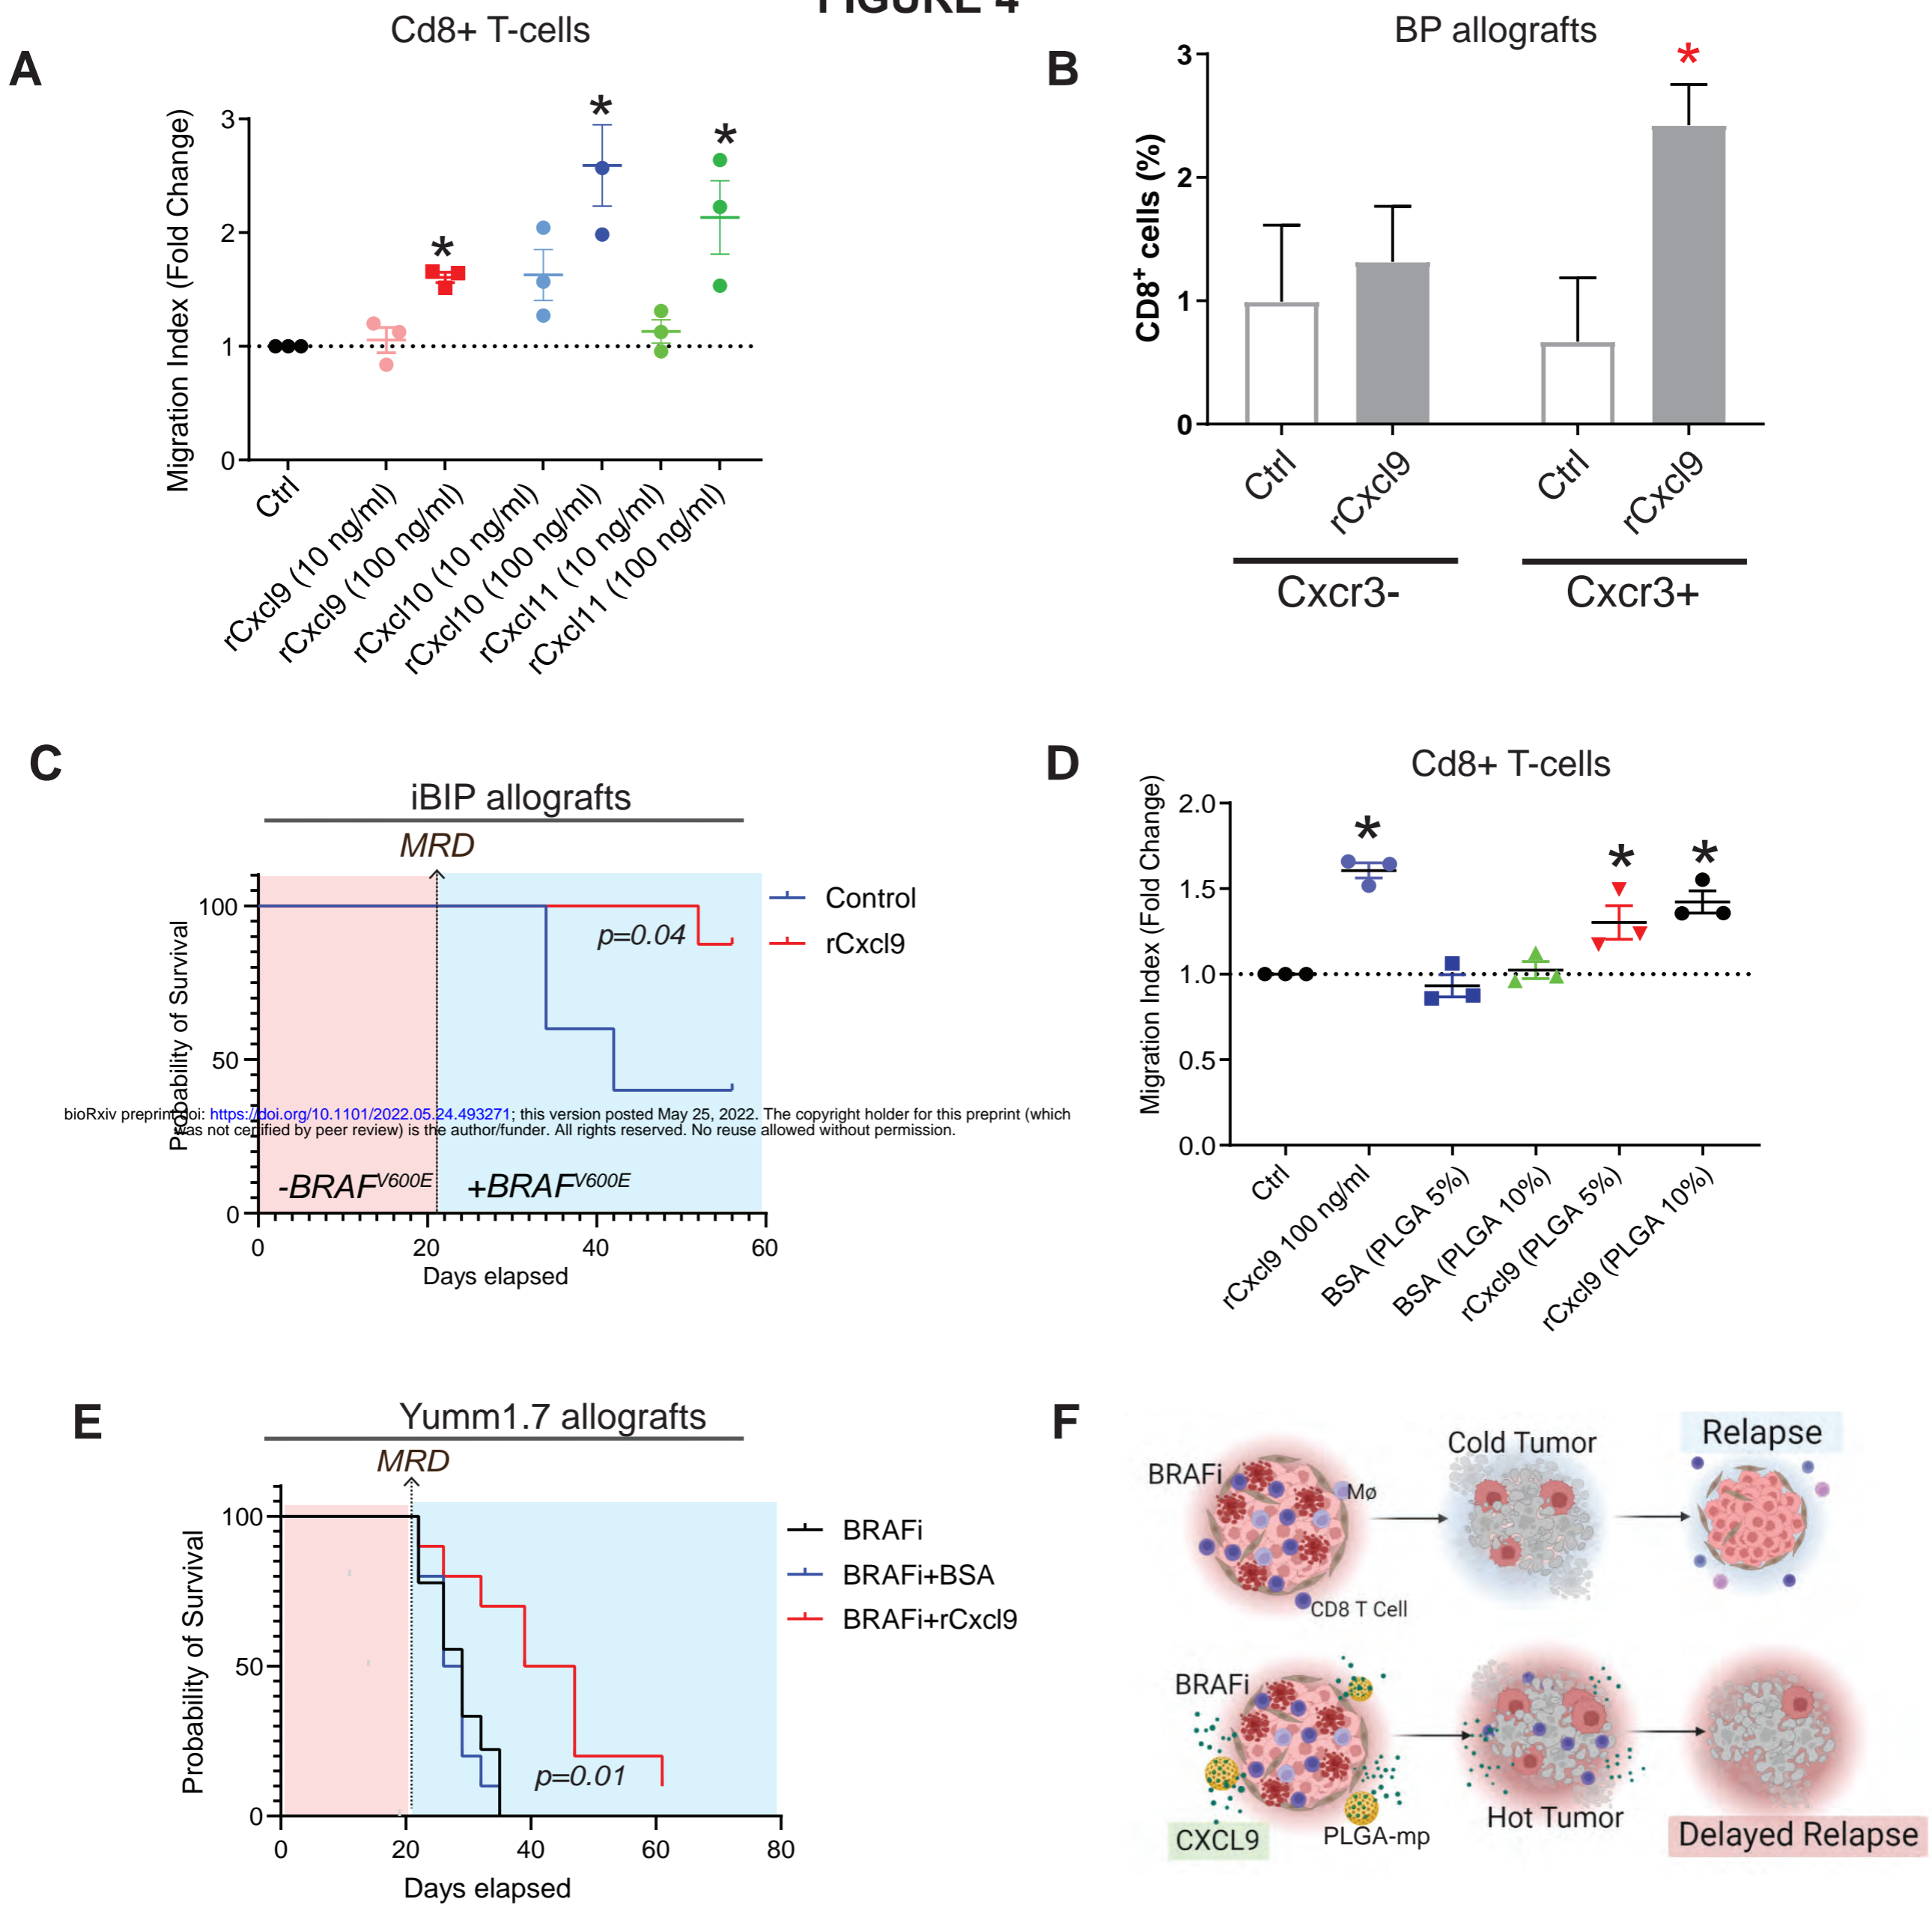 FIGURE 4
A
Cd8+ T-cells
Migration Index (Fold Change)
3
2
1
0
*
*
*
Ctrl
rCxcl9 (10 ng/ml)
rCxcl9 (100 ng/ml)
rCxcl10 (10 ng/ml)
rCxcl10 (100 ng/ml)
rCxcl11 (10 ng/ml)
rCxcl11 (100 ng/ml)
B
BP allografts
CD8+ cells (%)
3
2
1
0
*
Ctrl
rCxcl9
Ctrl
rCxcl9
Cxcr3-
Cxcr3+
C
iBIP allografts
MRD
Probability of Survival
100
50
0
p=0.04
Control
rCxcl9
bioRxiv preprint doi: https://doi.org/10.1101/2022.05.24.493271; this version posted May 25, 2022. The copyright holder for this preprint (which
was not certified by peer review) is the author/funder. All rights reserved. No reuse allowed without permission.
-BRAFV600E
+BRAFV600E
0
20
40
60
Days elapsed
D
Cd8+ T-cells
Migration Index (Fold Change)
2.0
1.5
1.0
0.5
0.0
*
*
*
Ctrl
rCxcl9 100 ng/ml
BSA (PLGA 5%)
BSA (PLGA 10%)
rCxcl9 (PLGA 5%)
rCxcl9 (PLGA 10%)
E
Yumm1.7 allografts
MRD
Probability of Survival
100
50
0
p=0.01
BRAFi
BRAFi+BSA
BRAFi+rCxcl9
0
20
40
60
80
Days elapsed
F
BRAFi
Mø
CD8 T Cell
Cold Tumor
Relapse
BRAFi
CXCL9
PLGA-mp
Hot Tumor
Delayed Relapse